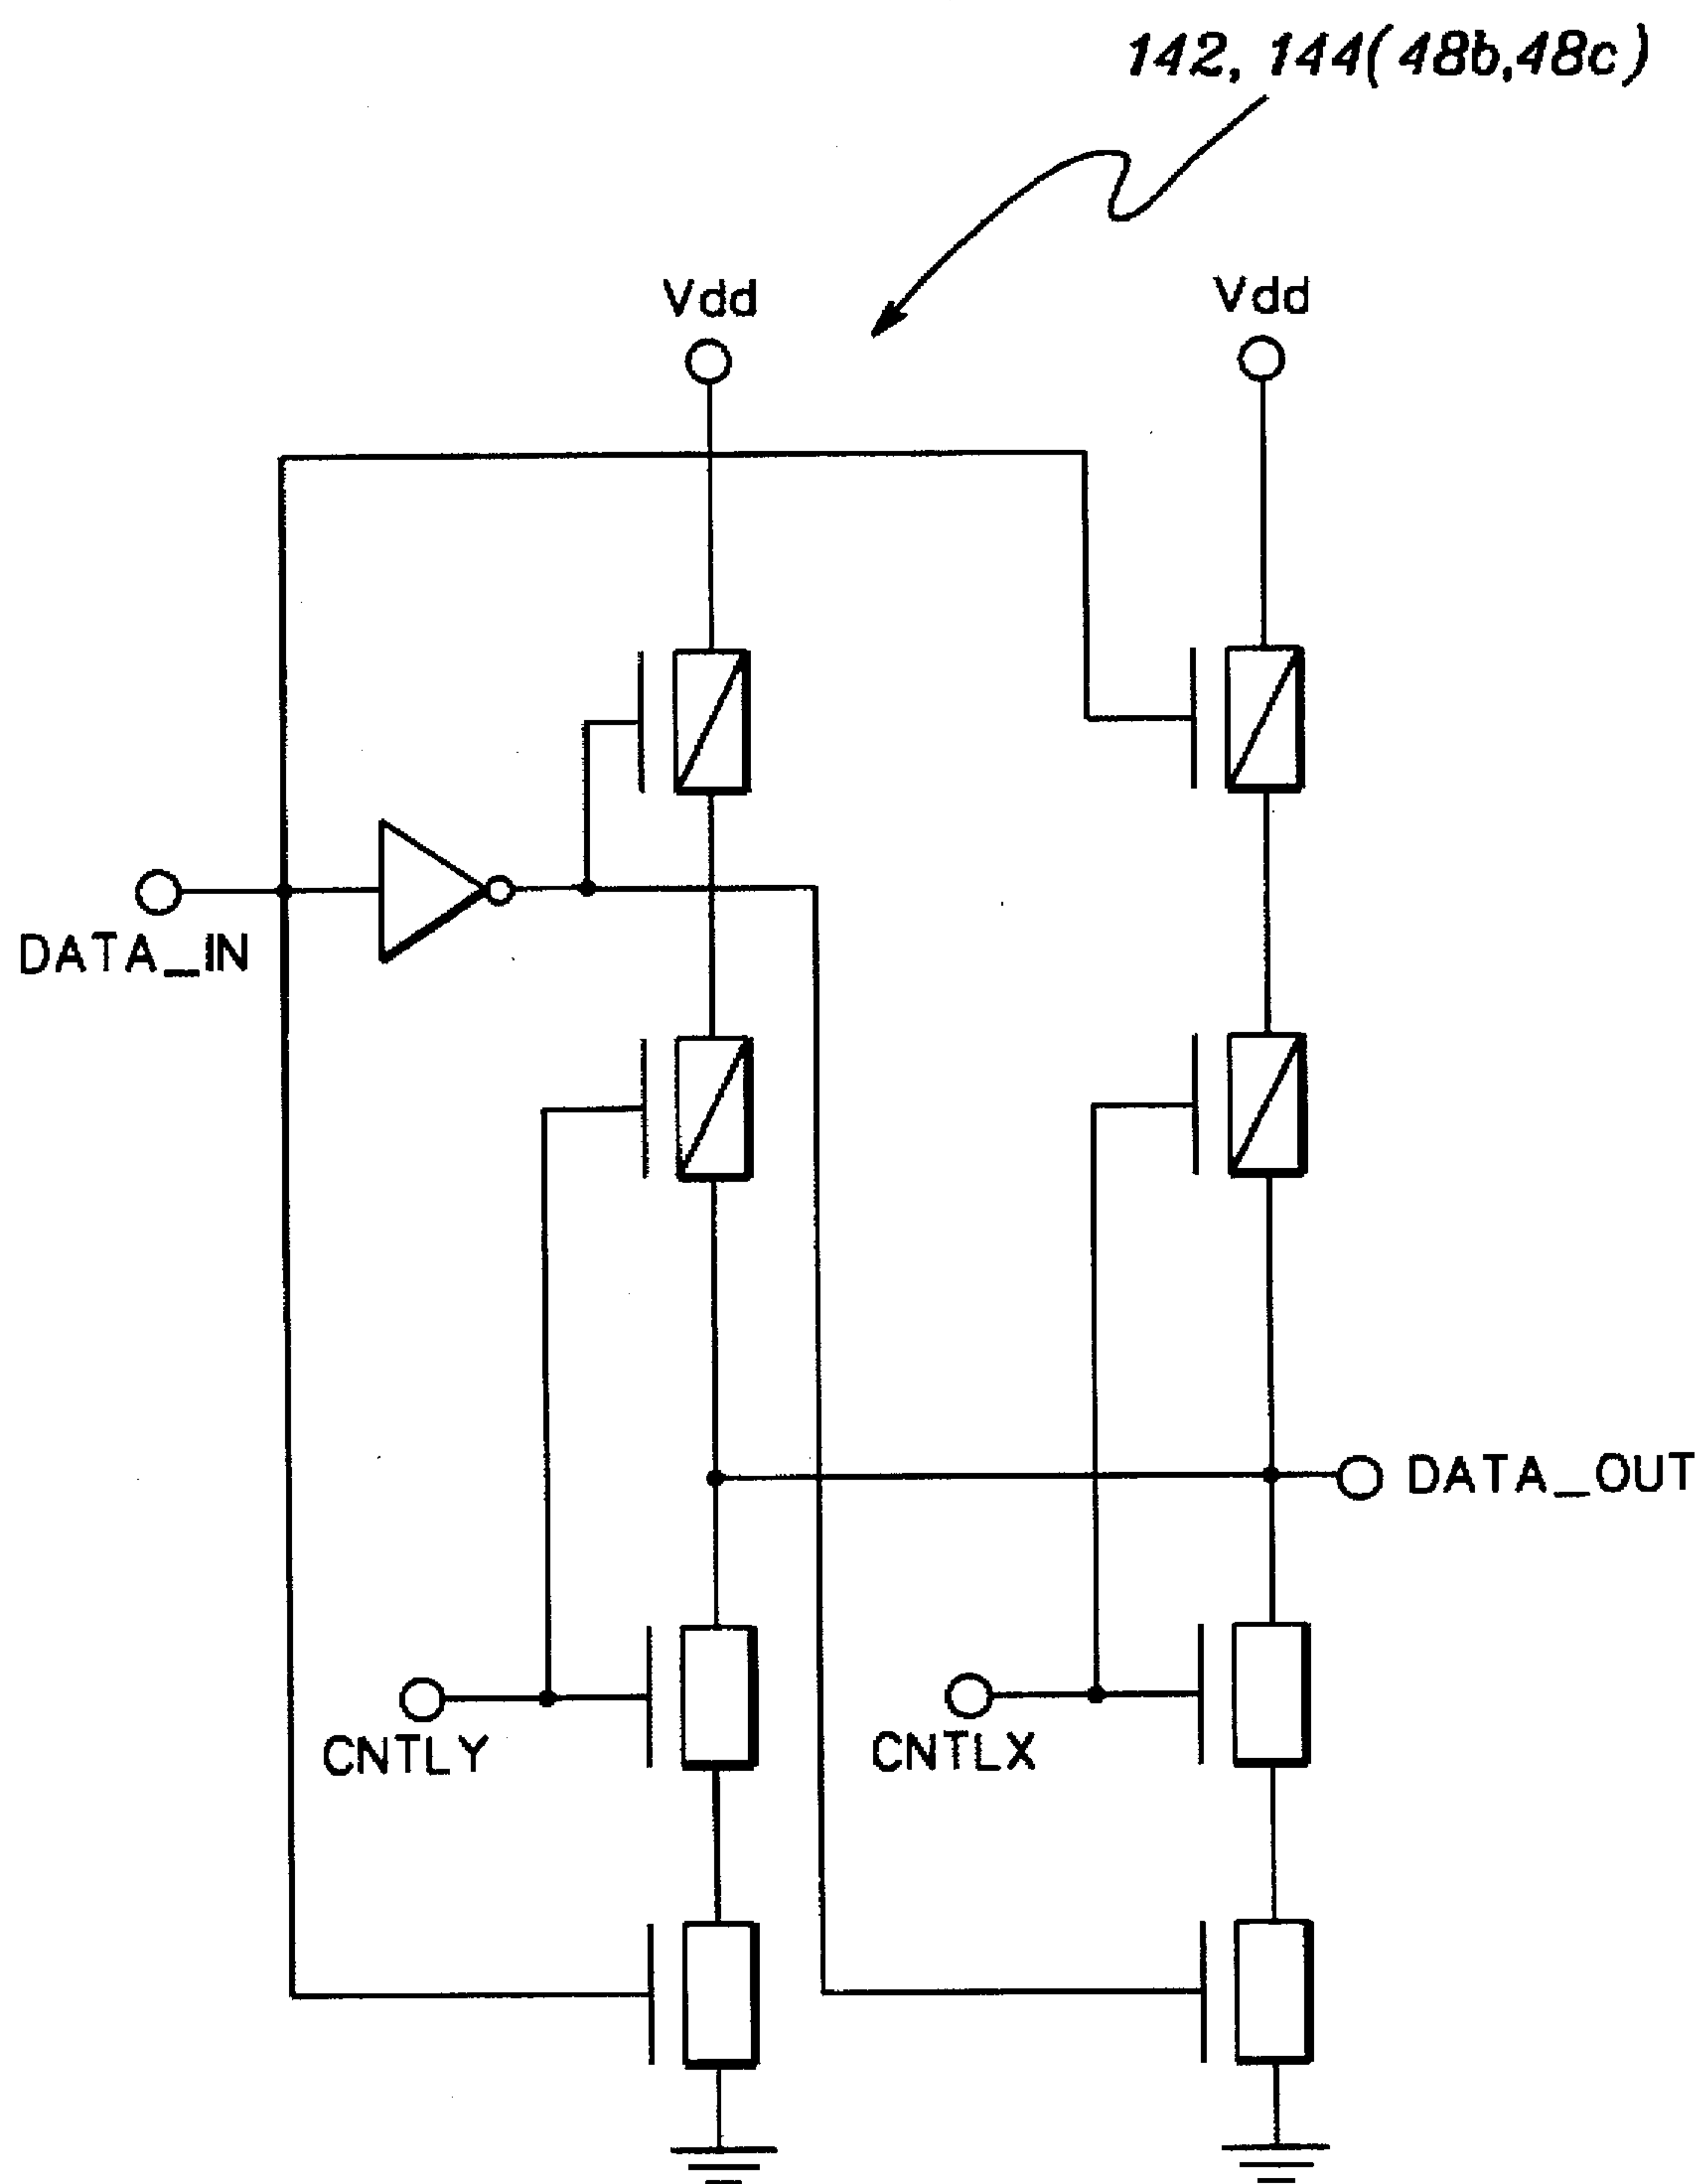 142, 144(48b,48c)
Vdd
Vdd
DATA_IN
DATA_OUT
CNTLY
CNTLX